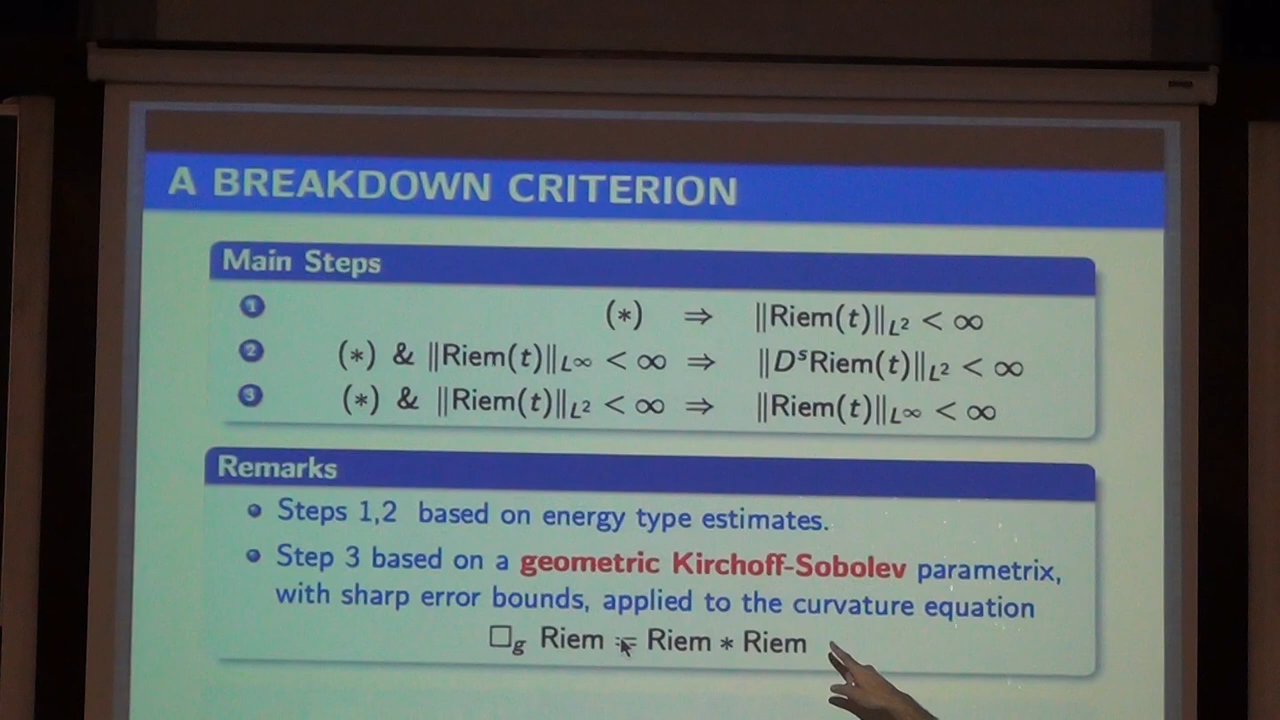 A BREAKDOWN CRITERION
Main Steps
1 (∗) ⇒ ‖Riem(t)‖_{L²} < ∞
2 (∗) & ‖Riem(t)‖_{L∞} < ∞ ⇒ ‖DˢRiem(t)‖_{L²} < ∞
3 (∗) & ‖Riem(t)‖_{L²} < ∞ ⇒ ‖Riem(t)‖_{L∞} < ∞
Remarks
Steps 1,2 based on energy type estimates.
Step 3 based on a geometric Kirchoff-Sobolev parametrix,
with sharp error bounds, applied to the curvature equation
□_g Riem = Riem ∗ Riem